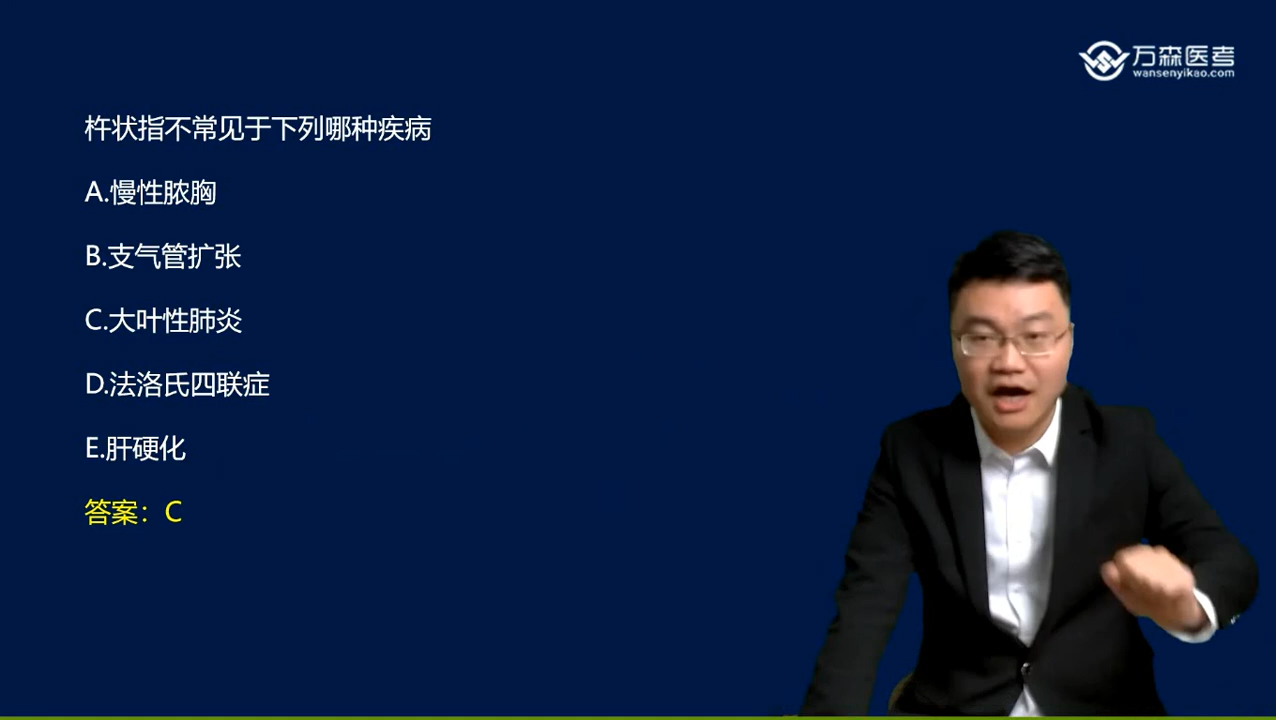 万森医考
wansenyikao.com
杵状指不常见于下列哪种疾病
A.慢性脓胸
B.支气管扩张
C.大叶性肺炎
D.法洛氏四联症
E.肝硬化
答案：C